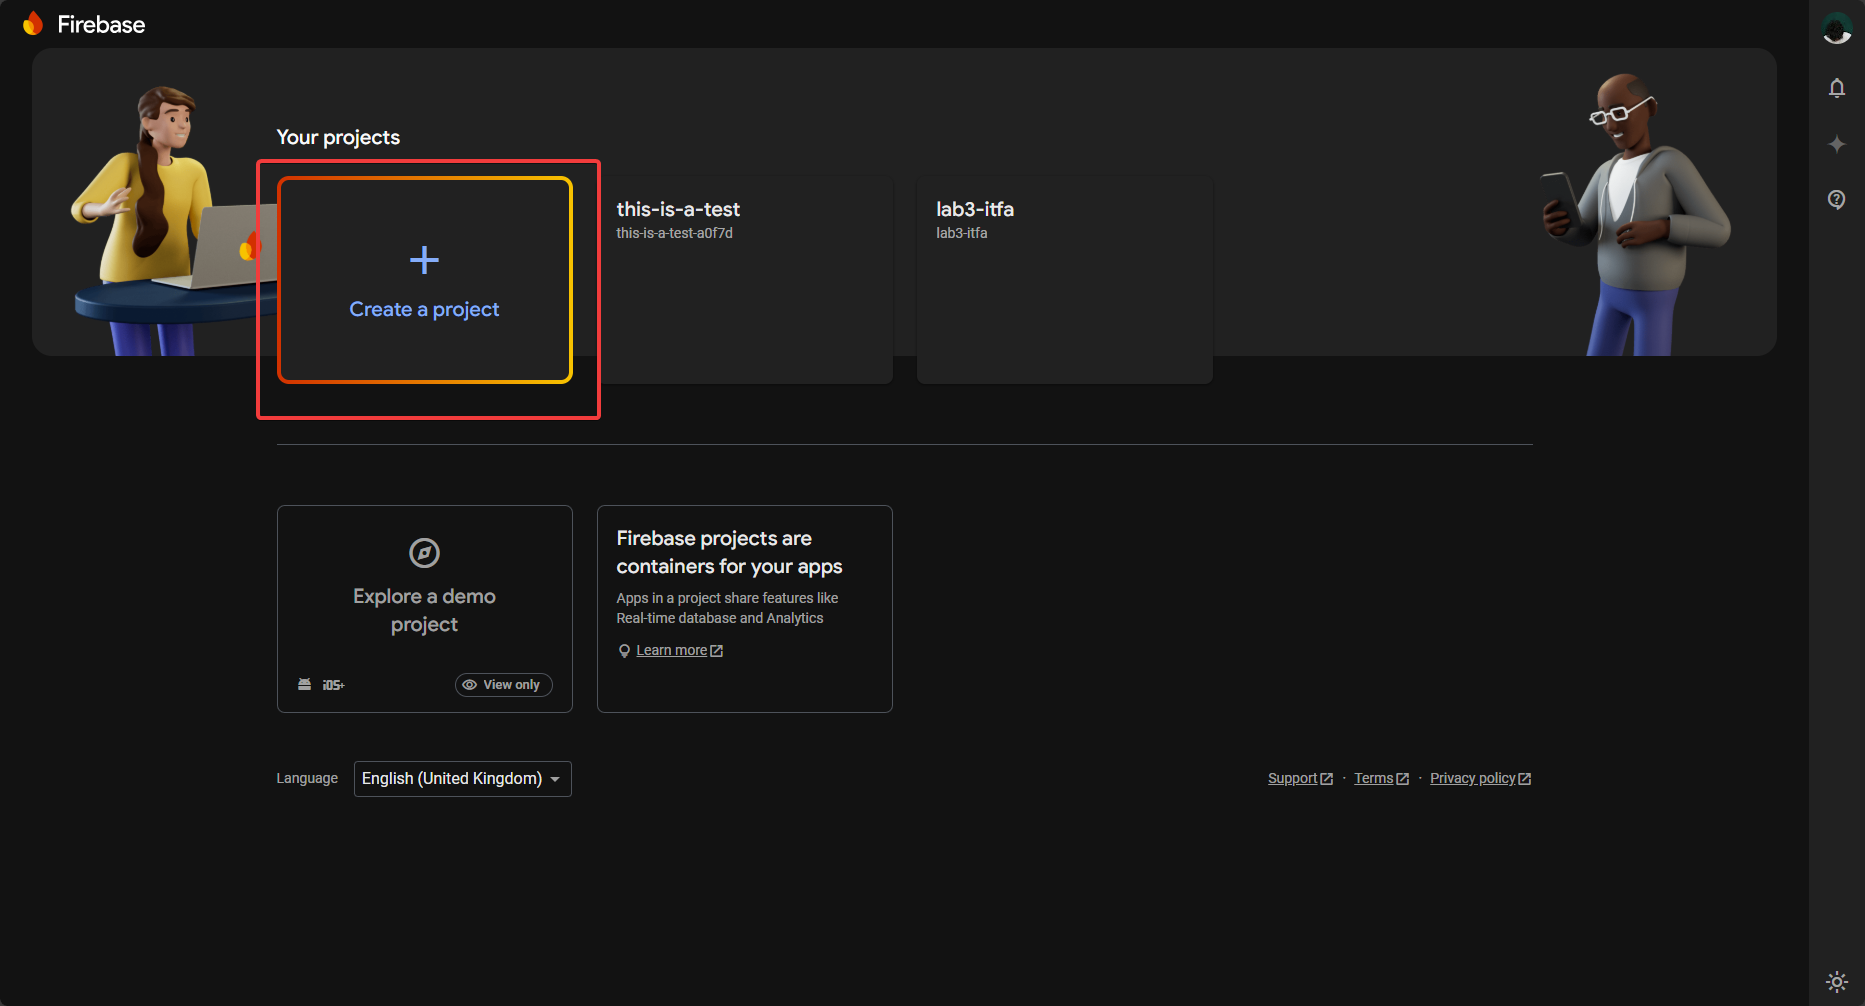 Firebase
Your projects
Create a project
this-is-a-test
this-is-a-test-a0f7d
lab3-itfa
lab3-itfa
Explore a demo
project
iOS+
View only
Firebase projects are
containers for your apps
Apps in a project share features like
Real-time database and Analytics
Learn more
Language
English (United Kingdom)
Support · Terms · Privacy policy